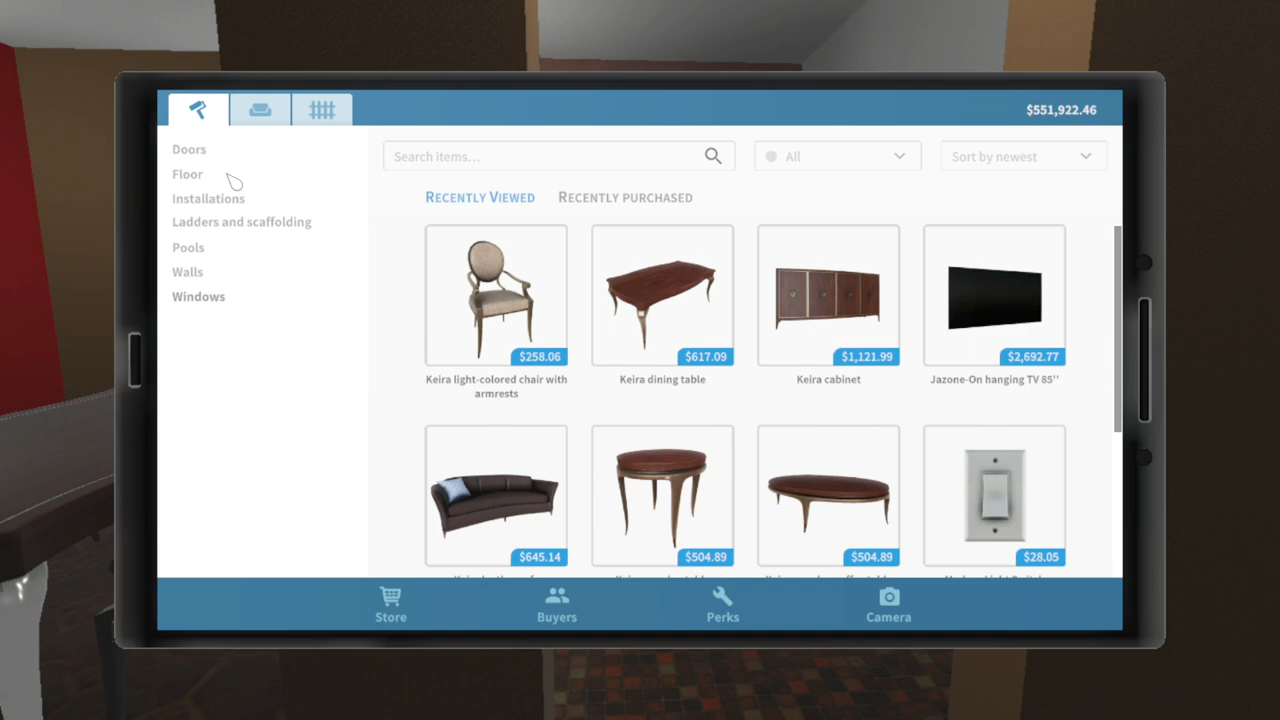 $551,922.46
Doors
Floor
Installations
Ladders and scaffolding
Pools
Walls
Windows
Search items...
All
Sort by newest
RECENTLY VIEWED
RECENTLY PURCHASED
$258.06
$617.09
$1,121.99
$2,692.77
Keira light-colored chair with
armrests
Keira dining table
Keira cabinet
Jazone-On hanging TV 85''
$645.14
$504.89
$504.89
$28.05
Store
Buyers
Perks
Camera